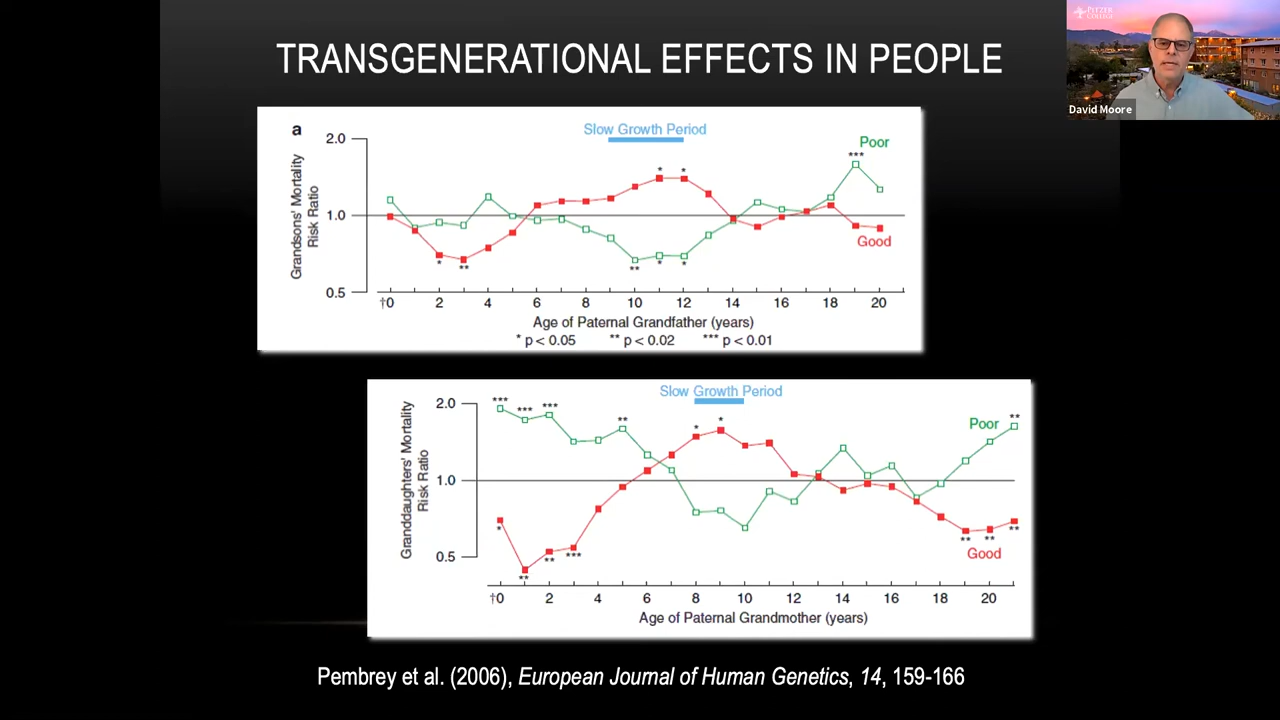 TRANSGENERATIONAL EFFECTS IN PEOPLE
PITZER
COLLEGE
David Moore
a
Slow Growth Period
Poor
Good
Grandsons' Mortality
Risk Ratio
2.0
1.0
0.5
***
* *
* **
** * *
†0 2 4 6 8 10 12 14 16 18 20
Age of Paternal Grandfather (years)
* p < 0.05 ** p < 0.02 *** p < 0.01
Slow Growth Period
Poor
Good
Granddaughters' Mortality
Risk Ratio
2.0
1.0
0.5
*** *** *** ** * * **
* ** ** *** ** ** **
†0 2 4 6 8 10 12 14 16 18 20
Age of Paternal Grandmother (years)
Pembrey et al. (2006), European Journal of Human Genetics, 14, 159-166